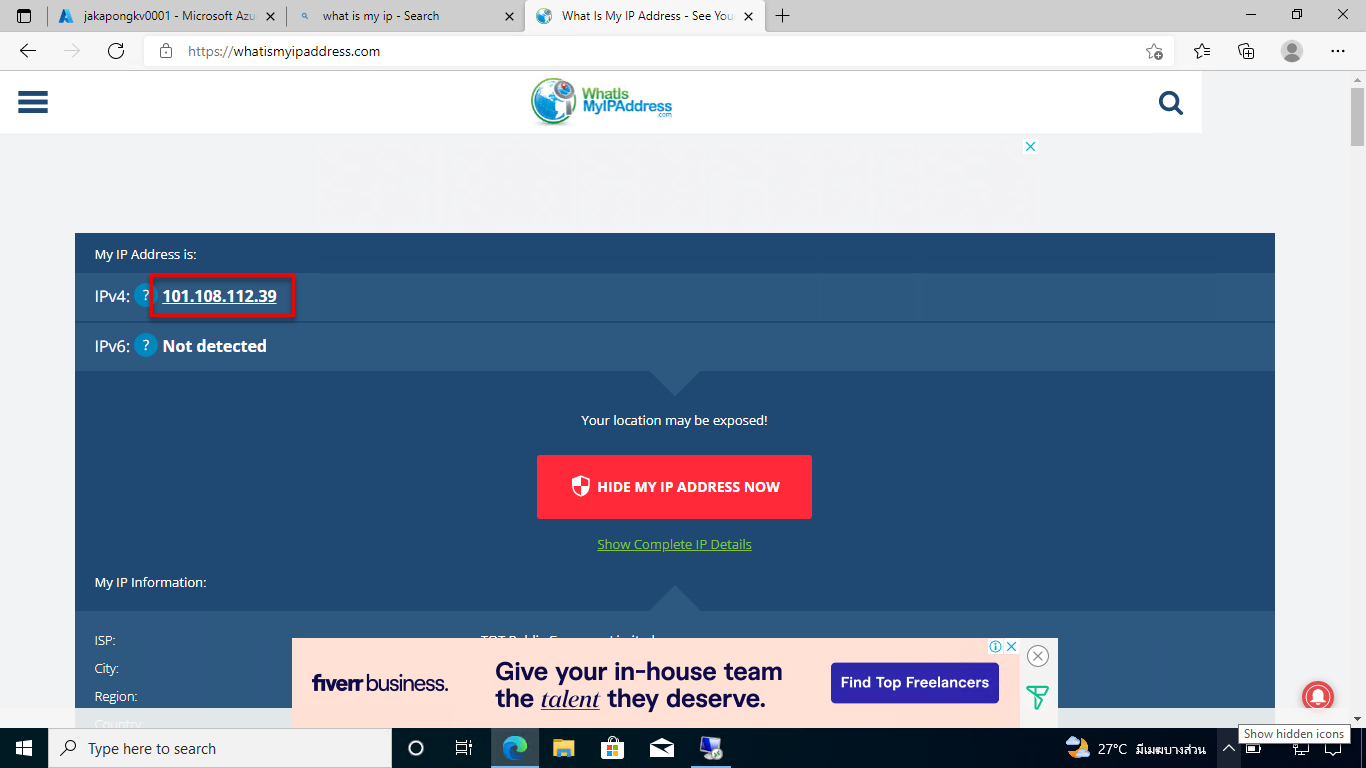 jakapongkv0001 - Microsoft Azu
what is my ip - Search
What Is My IP Address - See You
https://whatismyipaddress.com
WhatIs
MyIPAddress
.com
My IP Address is:
IPv4: ? 101.108.112.39
IPv6: ? Not detected
Your location may be exposed!
HIDE MY IP ADDRESS NOW
Show Complete IP Details
My IP Information:
ISP:
City:
Region:
Country:
fiverr business.
Give your in-house team
the talent they deserve.
Find Top Freelancers
Show hidden icons
Type here to search
27°C มีเมฆบางส่วน